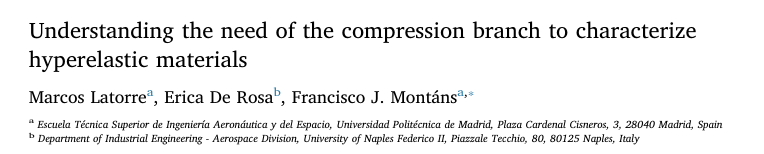 Understanding the need of the compression branch to characterize
hyperelastic materials
Marcos Latorreᵃ, Erica De Rosaᵇ, Francisco J. Montánsᵃ,*
ᵃ Escuela Técnica Superior de Ingeniería Aeronáutica y del Espacio, Universidad Politécnica de Madrid, Plaza Cardenal Cisneros, 3, 28040 Madrid, Spain
ᵇ Department of Industrial Engineering - Aerospace Division, University of Naples Federico II, Piazzale Tecchio, 80, 80125 Naples, Italy